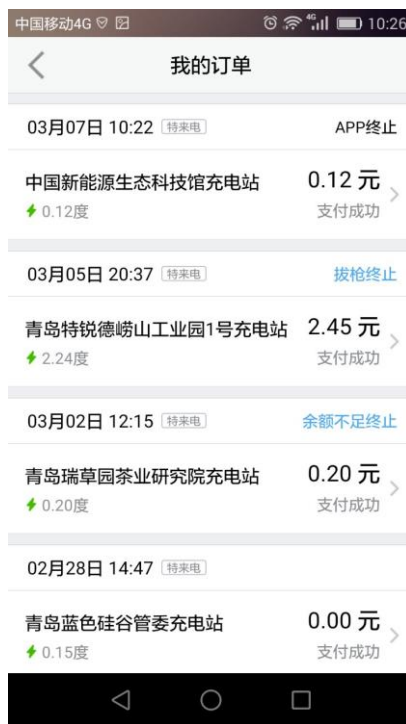 中国移动4G 4G 10:26
我的订单
03月07日 10:22 特来电 APP终止
中国新能源生态科技馆充电站 0.12 元
0.12度 支付成功
03月05日 20:37 特来电 拔枪终止
青岛特锐德崂山工业园1号充电站 2.45 元
2.24度 支付成功
03月02日 12:15 特来电 余额不足终止
青岛瑞草园茶业研究院充电站 0.20 元
0.20度 支付成功
02月28日 14:47 特来电
青岛蓝色硅谷管委充电站 0.00 元
0.15度 支付成功